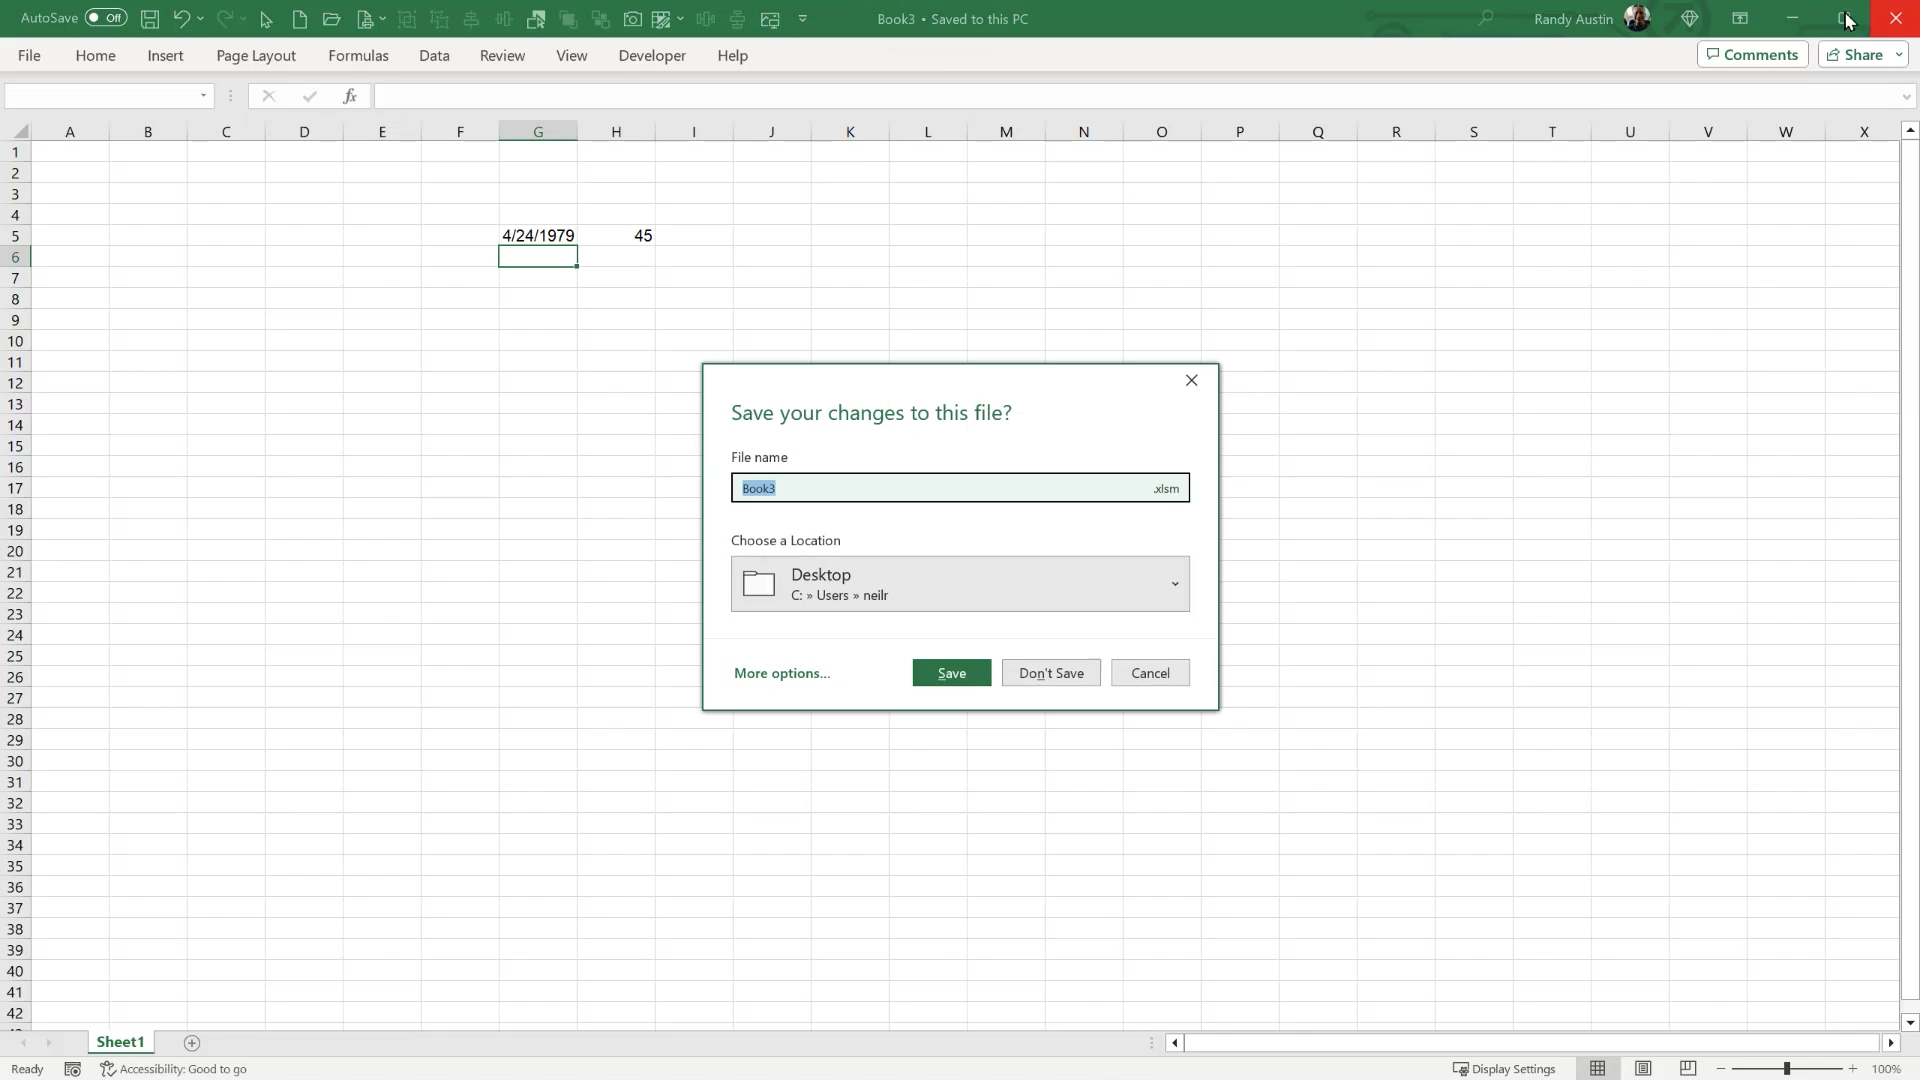 AutoSave Off Book3 • Saved to this PC Randy Austin
File Home Insert Page Layout Formulas Data Review View Developer Help Comments Share
fx
A B C D E F G H I J K L M N O P Q R S T U V W X
1
2
3
4
5 4/24/1979 45
6
7
8
9
10
11
12
13
14
15
16
17
18
19
20
21
22
23
24
25
26
27
28
29
30
31
32
33
34
35
36
37
38
39
40
41
42
Save your changes to this file?
File name
Book3 .xlsm
Choose a Location
Desktop
C: » Users » neilr
More options... Save Don't Save Cancel
Sheet1
Ready Accessibility: Good to go Display Settings 100%